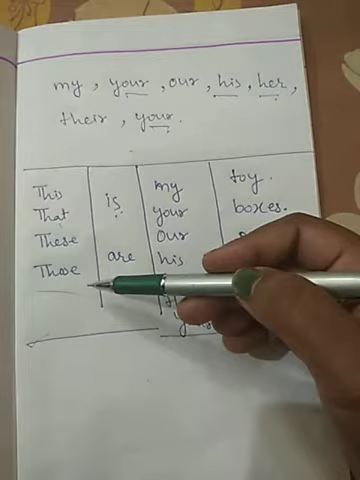 my, your, our, his, her,
their, your.
This is my toy.
That your boxes.
These our
Those are his